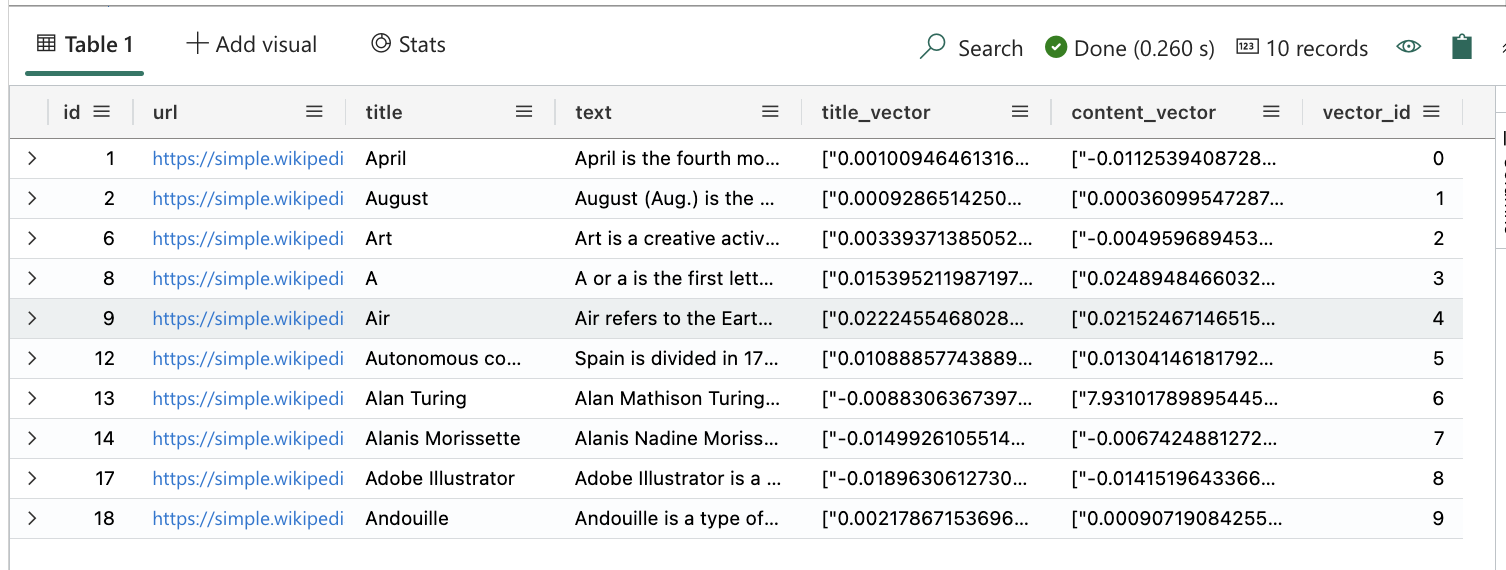 Table 1 Add visual Stats Search Done (0.260 s) 123 10 records
id url title text title_vector content_vector vector_id
1 https://simple.wikipedi April April is the fourth mo... ["0.00100946461316... ["-0.0112539408728... 0
2 https://simple.wikipedi August August (Aug.) is the ... ["0.0009286514250... ["0.00036099547287... 1
6 https://simple.wikipedi Art Art is a creative activ... ["0.00339371385052... ["-0.004959689453... 2
8 https://simple.wikipedi A A or a is the first lett... ["0.015395211987197... ["0.0248948466032... 3
9 https://simple.wikipedi Air Air refers to the Eart... ["0.0222455468028... ["0.02152467146515... 4
12 https://simple.wikipedi Autonomous co... Spain is divided in 17... ["0.01088857743889... ["0.01304146181792... 5
13 https://simple.wikipedi Alan Turing Alan Mathison Turing... ["-0.0088306367397... ["7.93101789895445... 6
14 https://simple.wikipedi Alanis Morissette Alanis Nadine Moriss... ["-0.0149926105514... ["-0.0067424881272... 7
17 https://simple.wikipedi Adobe Illustrator Adobe Illustrator is a ... ["-0.0189630612730... ["-0.0141519643366... 8
18 https://simple.wikipedi Andouille Andouille is a type of... ["0.00217867153696... ["0.00090719084255... 9